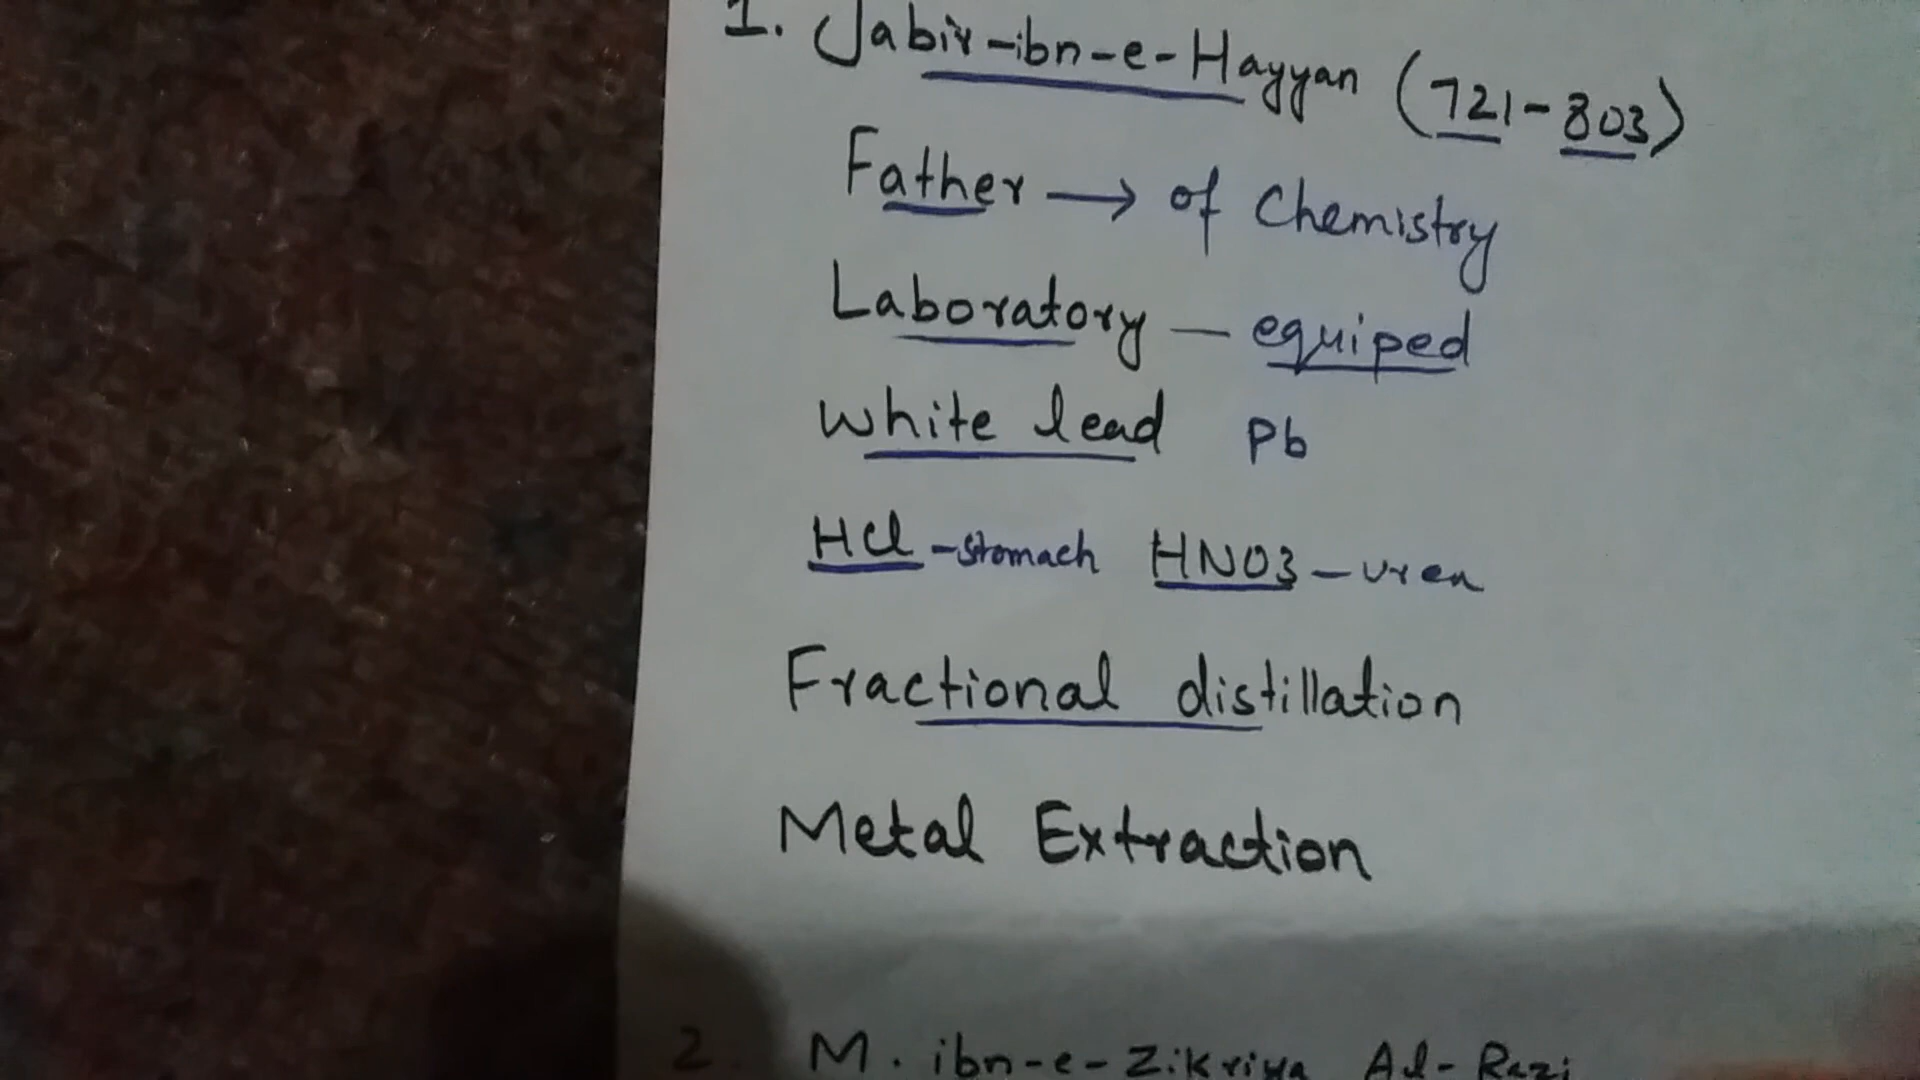 1. Jabir-ibn-e-Hayyan (721-803)
Father → of Chemistry
Laboratory – equiped
White lead Pb
HCl - stomach HNO3 – urea
Fractional distillation
Metal Extraction
2. M. ibn-e-Zikriya Al-Razi